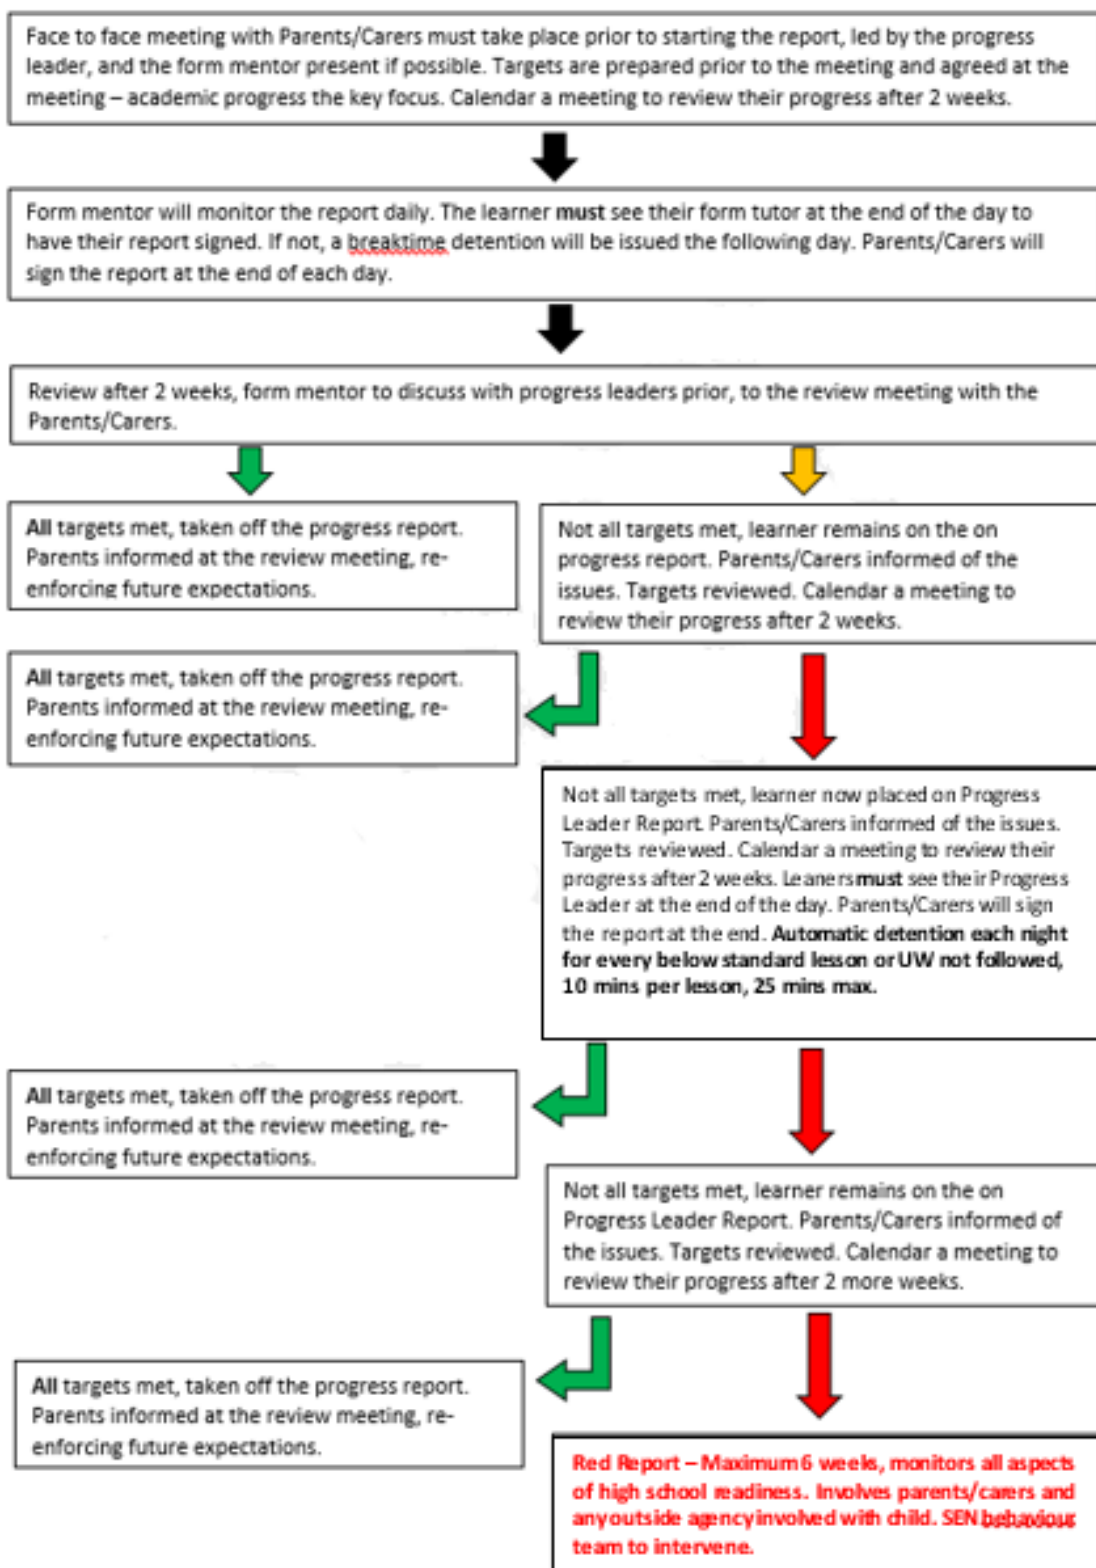 Face to face meeting with Parents/Carers must take place prior to starting the report, led by the progress
leader, and the form mentor present if possible. Targets are prepared prior to the meeting and agreed at the
meeting – academic progress the key focus. Calendar a meeting to review their progress after 2 weeks.
Form mentor will monitor the report daily. The learner must see their form tutor at the end of the day to
have their report signed. If not, a breaktime detention will be issued the following day. Parents/Carers will
sign the report at the end of each day.
Review after 2 weeks, form mentor to discuss with progress leaders prior, to the review meeting with the
Parents/Carers.
All targets met, taken off the progress report.
Parents informed at the review meeting, re-
enforcing future expectations.
Not all targets met, learner remains on the on
progress report. Parents/Carers informed of the
issues. Targets reviewed. Calendar a meeting to
review their progress after 2 weeks.
All targets met, taken off the progress report.
Parents informed at the review meeting, re-
enforcing future expectations.
Not all targets met, learner now placed on Progress
Leader Report. Parents/Carers informed of the issues.
Targets reviewed. Calendar a meeting to review their
progress after 2 weeks. Leaners must see their Progress
Leader at the end of the day. Parents/Carers will sign
the report at the end. Automatic detention each night
for every below standard lesson or UW not followed,
10 mins per lesson, 25 mins max.
All targets met, taken off the progress report.
Parents informed at the review meeting, re-
enforcing future expectations.
Not all targets met, learner remains on the on
Progress Leader Report. Parents/Carers informed of
the issues. Targets reviewed. Calendar a meeting to
review their progress after 2 more weeks.
All targets met, taken off the progress report.
Parents informed at the review meeting, re-
enforcing future expectations.
Red Report – Maximum 6 weeks, monitors all aspects
of high school readiness. Involves parents/carers and
any outside agency involved with child. SEN behaviour
team to intervene.